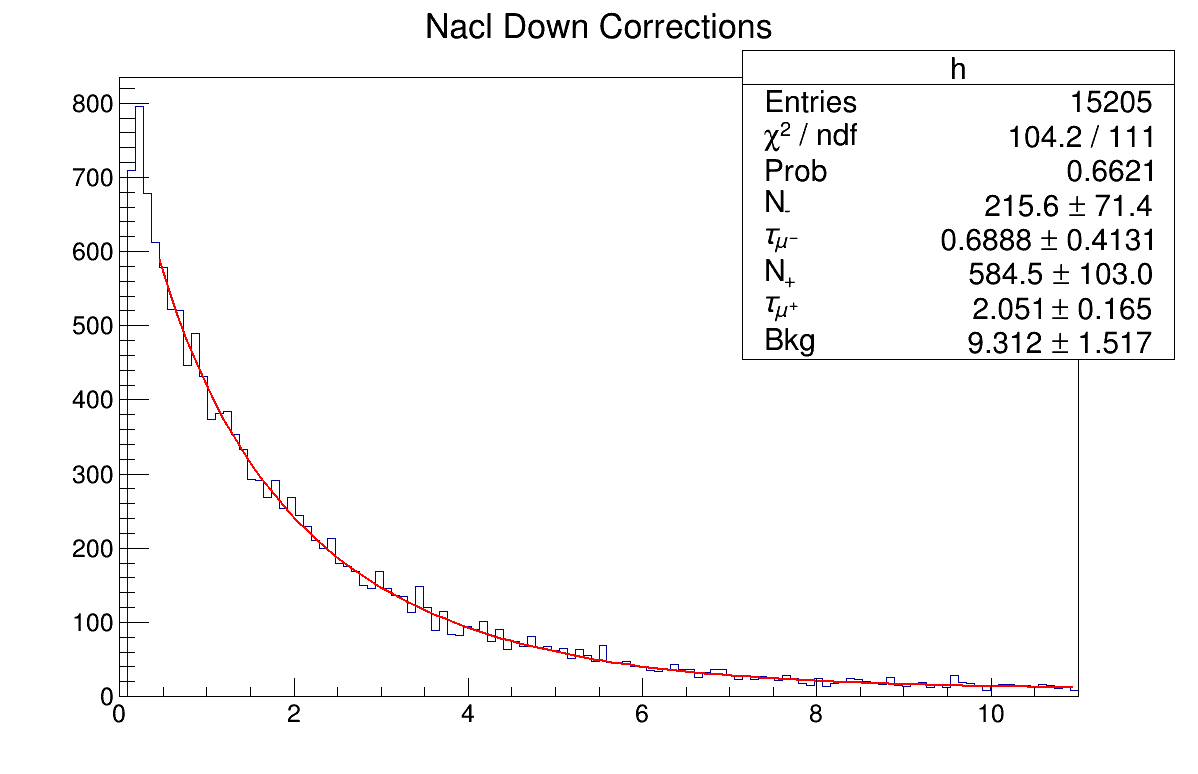 Nacl Down Corrections
h
Entries 15205
χ² / ndf 104.2 / 111
Prob 0.6621
N₋ 215.6 ± 71.4
τμ⁻ 0.6888 ± 0.4131
N₊ 584.5 ± 103.0
τμ⁺ 2.051 ± 0.165
Bkg 9.312 ± 1.517
800
700
600
500
400
300
200
100
0
0 2 4 6 8 10